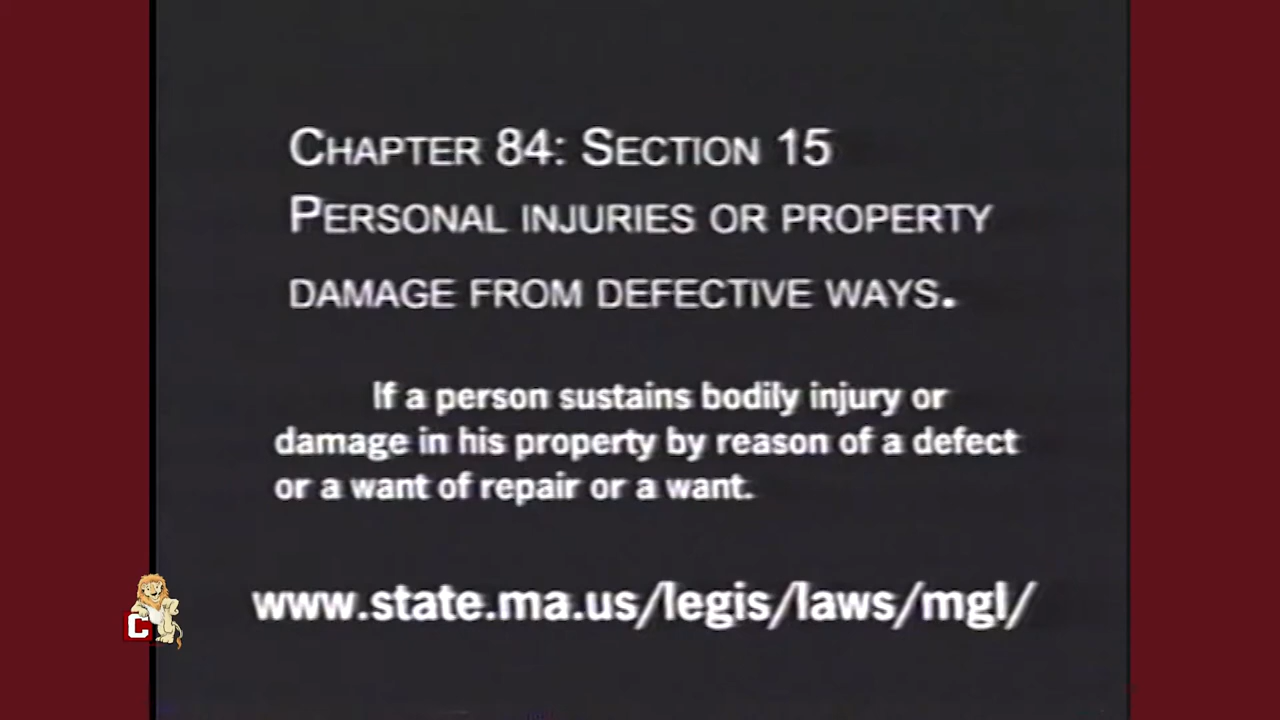 CHAPTER 84: SECTION 15
PERSONAL INJURIES OR PROPERTY
DAMAGE FROM DEFECTIVE WAYS.
If a person sustains bodily injury or
damage in his property by reason of a defect
or a want of repair or a want.
www.state.ma.us/legis/laws/mgl/
C